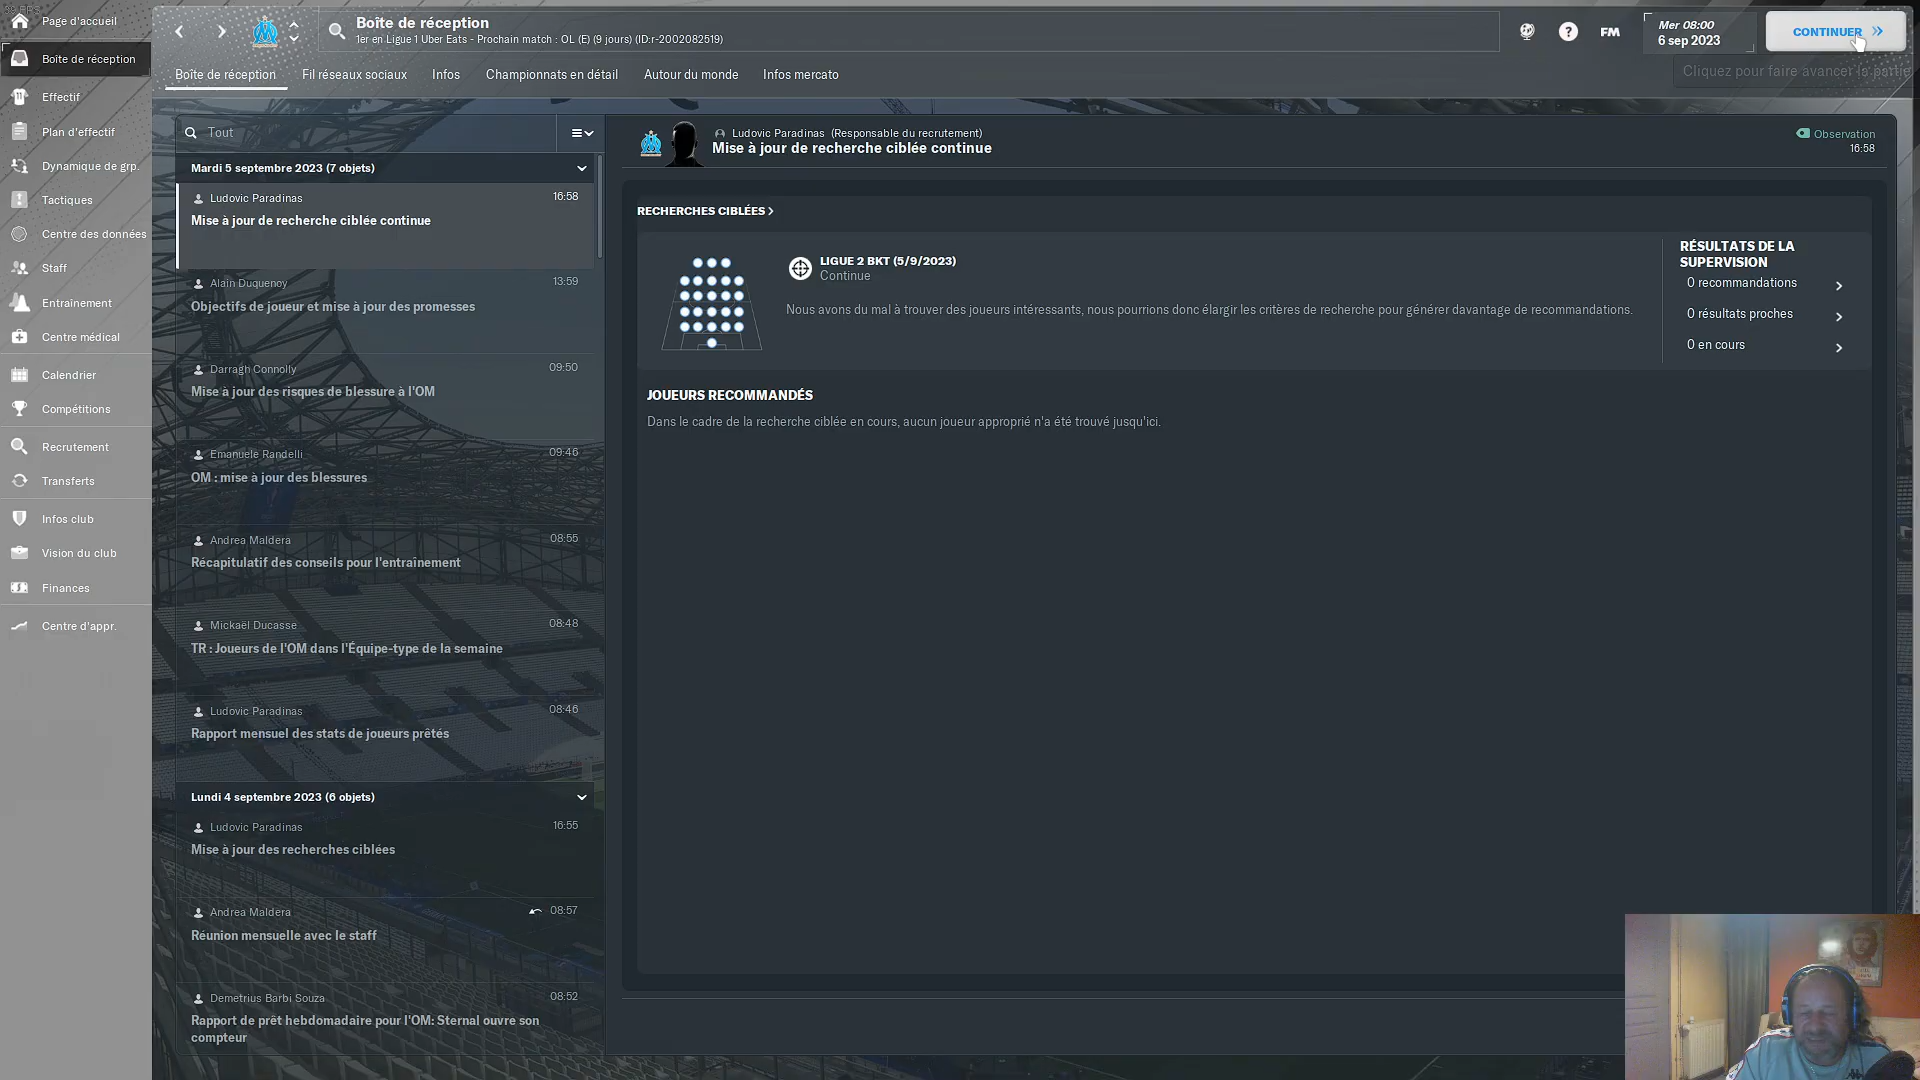 Page d'accueil
Boîte de réception
Effectif
Plan d'effectif
Dynamique de grp.
Tactiques
Centre des données
Staff
Entraînement
Centre médical
Calendrier
Compétitions
Recrutement
Transferts
Infos club
Vision du club
Finances
Centre d'appr.
Boîte de réception
1er en Ligue 1 Uber Eats - Prochain match : OL (E) (9 jours) (ID:r-2002082519)
FM
Mer 08:00
6 sep 2023
CONTINUER
Cliquez pour faire avancer la partie
Boîte de réception
Fil réseaux sociaux
Infos
Championnats en détail
Autour du monde
Infos mercato
Tout
Mardi 5 septembre 2023 (7 objets)
Ludovic Paradinas 16:58
Mise à jour de recherche ciblée continue
Alain Duquenoy 13:59
Objectifs de joueur et mise à jour des promesses
Darragh Connolly 09:50
Mise à jour des risques de blessure à l'OM
Emanuele Randelli 09:46
OM : mise à jour des blessures
Andrea Maldera 08:55
Récapitulatif des conseils pour l'entraînement
Mickaël Ducasse 08:48
TR : Joueurs de l'OM dans l'Équipe-type de la semaine
Ludovic Paradinas 08:46
Rapport mensuel des stats de joueurs prêtés
Lundi 4 septembre 2023 (6 objets)
Ludovic Paradinas 16:55
Mise à jour des recherches ciblées
Andrea Maldera 08:57
Réunion mensuelle avec le staff
Demetrius Barbi Souza 08:52
Rapport de prêt hebdomadaire pour l'OM: Sternal ouvre son
compteur
Ludovic Paradinas (Responsable du recrutement)
Mise à jour de recherche ciblée continue
Observation
16:58
RECHERCHES CIBLÉES
LIGUE 2 BKT (5/9/2023)
Continue
Nous avons du mal à trouver des joueurs intéressants, nous pourrions donc élargir les critères de recherche pour générer davantage de recommandations.
RÉSULTATS DE LA
SUPERVISION
0 recommandations
0 résultats proches
0 en cours
JOUEURS RECOMMANDÉS
Dans le cadre de la recherche ciblée en cours, aucun joueur approprié n'a été trouvé jusqu'ici.